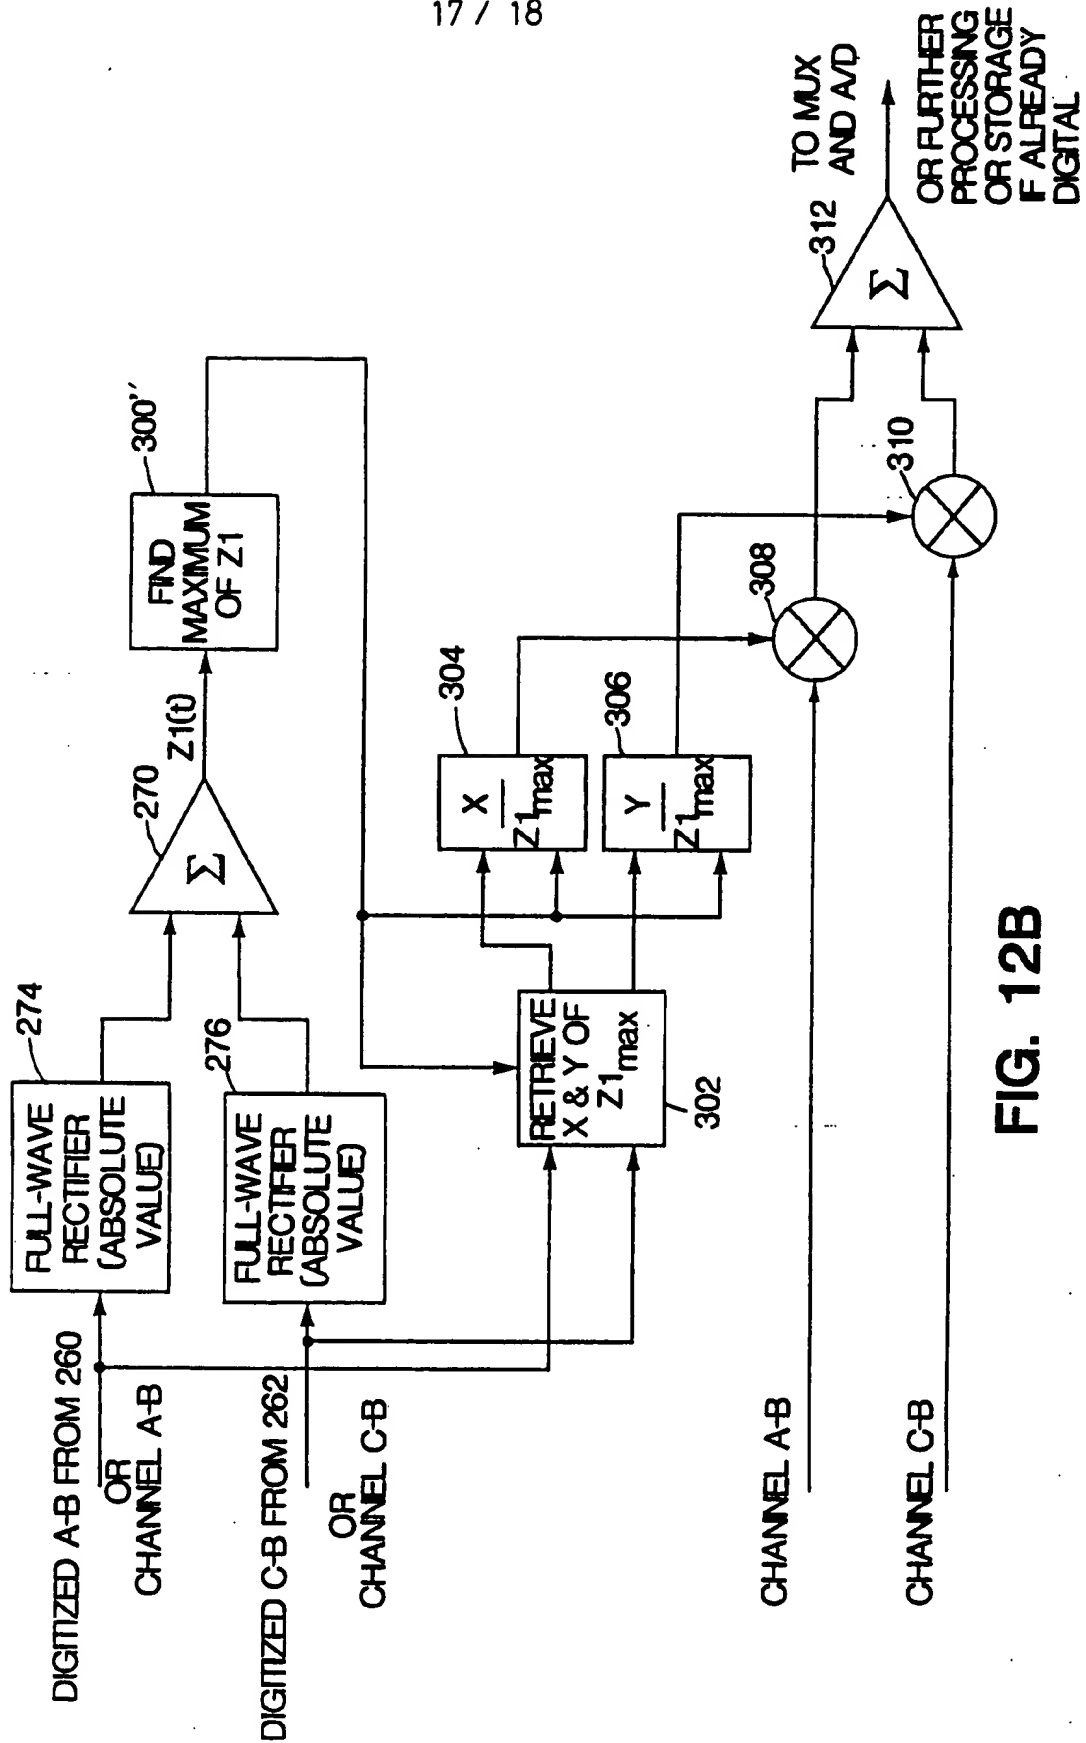 17 / 18
DIGITIZED A-B FROM 260
OR
CHANNEL A-B
274
FULL-WAVE
RECTIFIER
(ABSOLUTE
VALUE)
DIGITIZED C-B FROM 262
OR
CHANNEL C-B
276
FULL-WAVE
RECTIFIER
(ABSOLUTE
VALUE)
270
Σ
Z1(t)
300''
FIND
MAXIMUM
OF Z1
RETRIEVE
X & Y OF
Z1max
302
304
X
Z1max
306
Y
Z1max
308
310
CHANNEL A-B
CHANNEL C-B
312
Σ
TO MUX
AND A/D
OR FURTHER
PROCESSING
OR STORAGE
IF ALREADY
DIGITAL
FIG. 12B